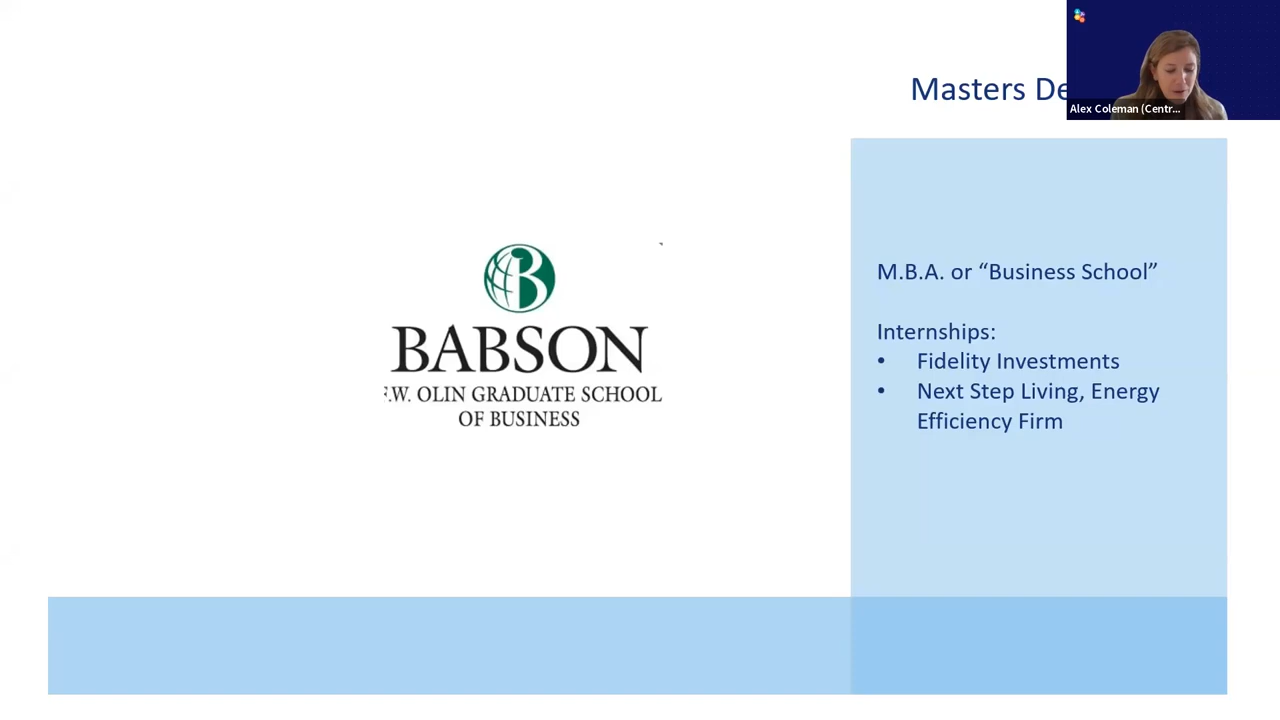 Masters De
Alex Coleman (Centr...
BABSON
F.W. OLIN GRADUATE SCHOOL
OF BUSINESS
M.B.A. or “Business School”
Internships:
• Fidelity Investments
• Next Step Living, Energy
Efficiency Firm